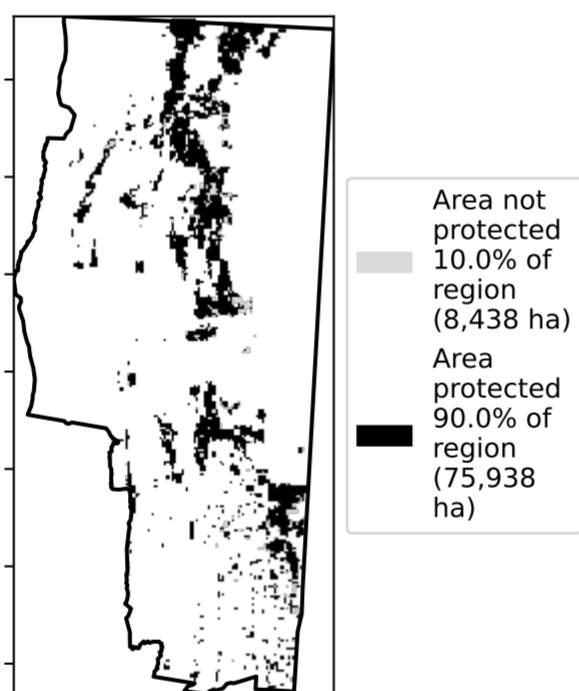 Area not
protected
10.0% of
region
(8,438 ha)
Area
protected
90.0% of
region
(75,938
ha)